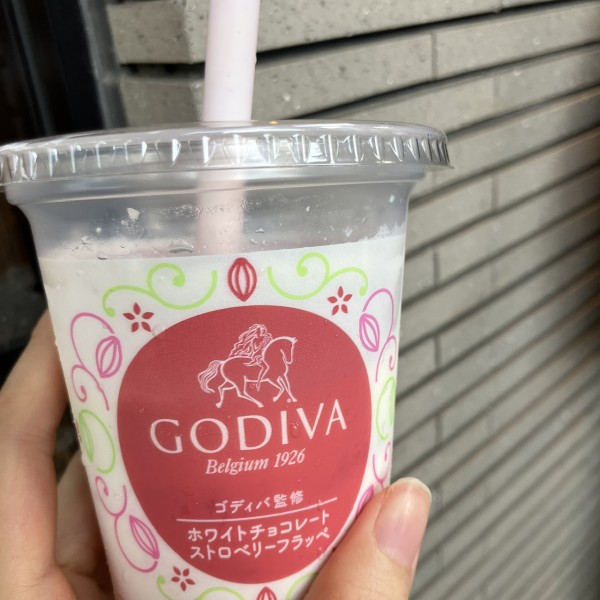 GODIVA
Belgium 1926
ゴディバ監修
ホワイトチョコレート
ストロベリーフラッペ